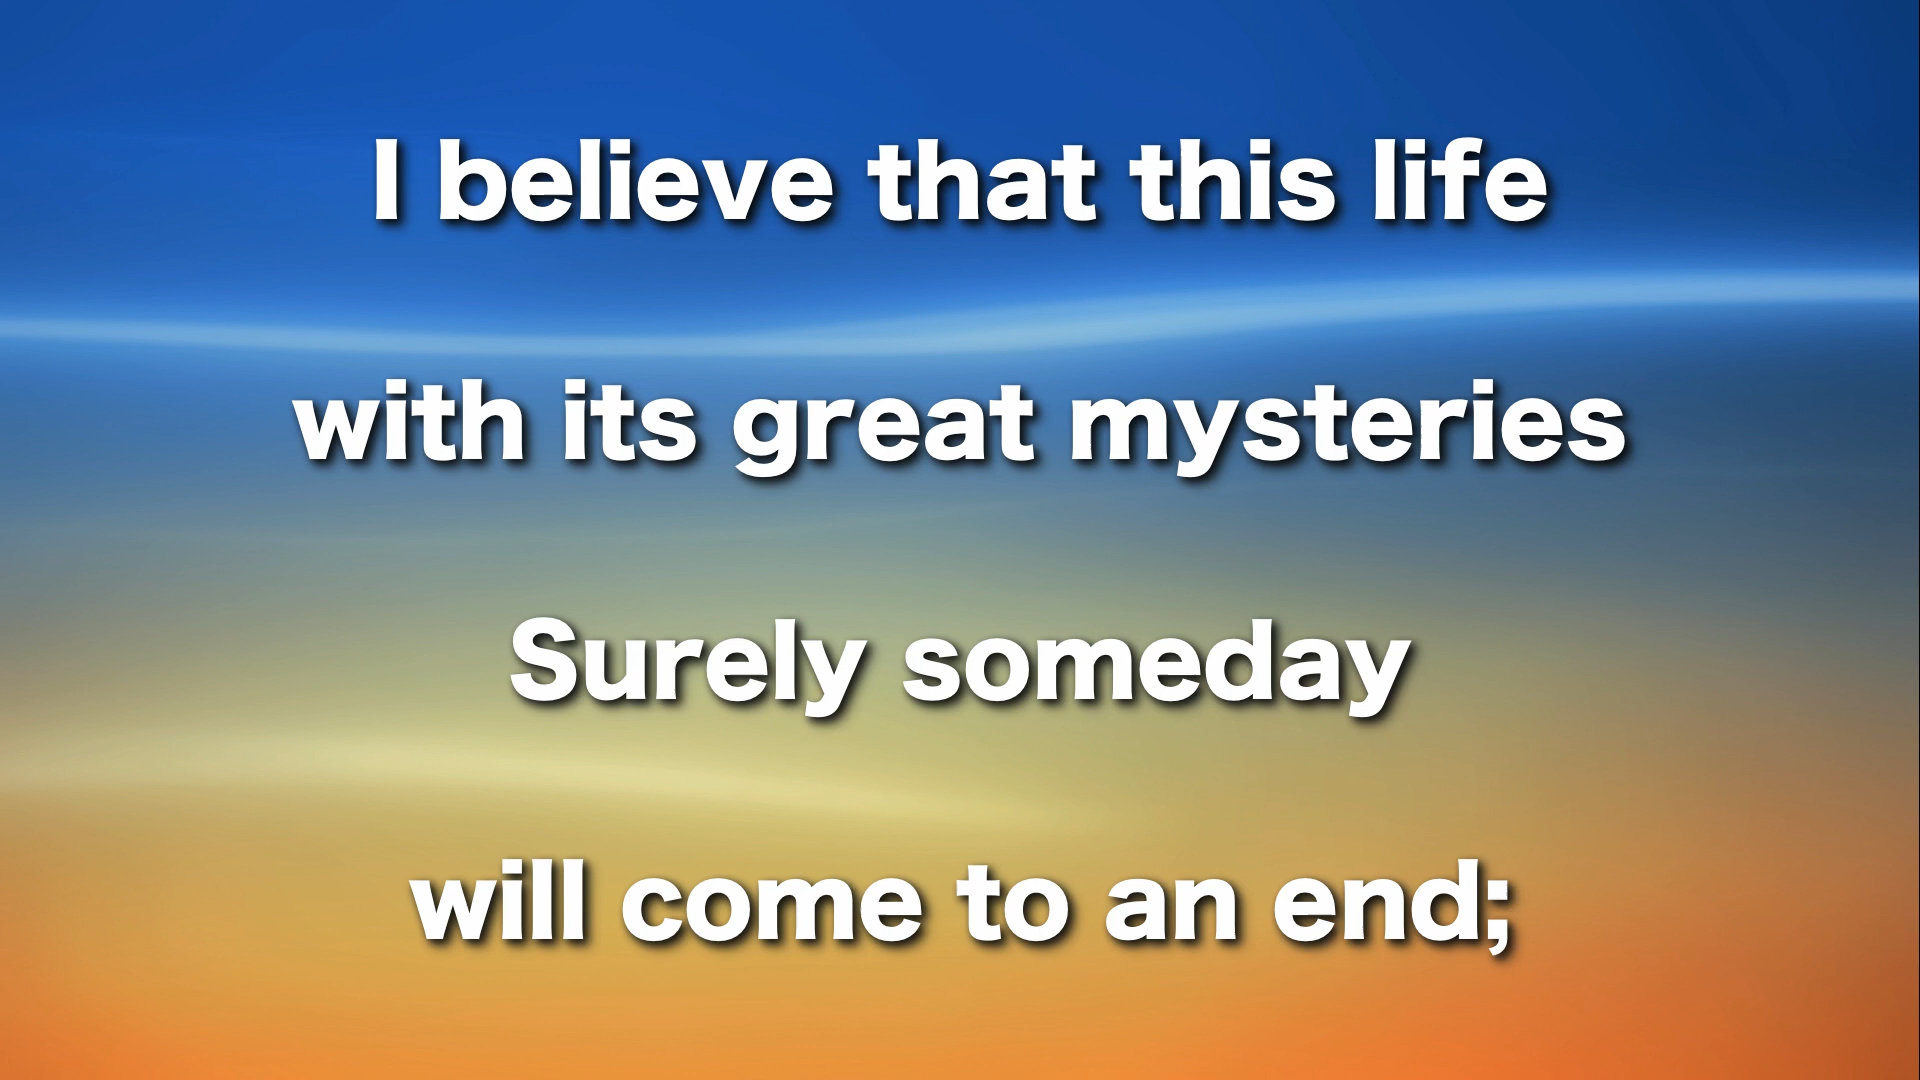 I believe that this life
with its great mysteries
Surely someday
will come to an end;